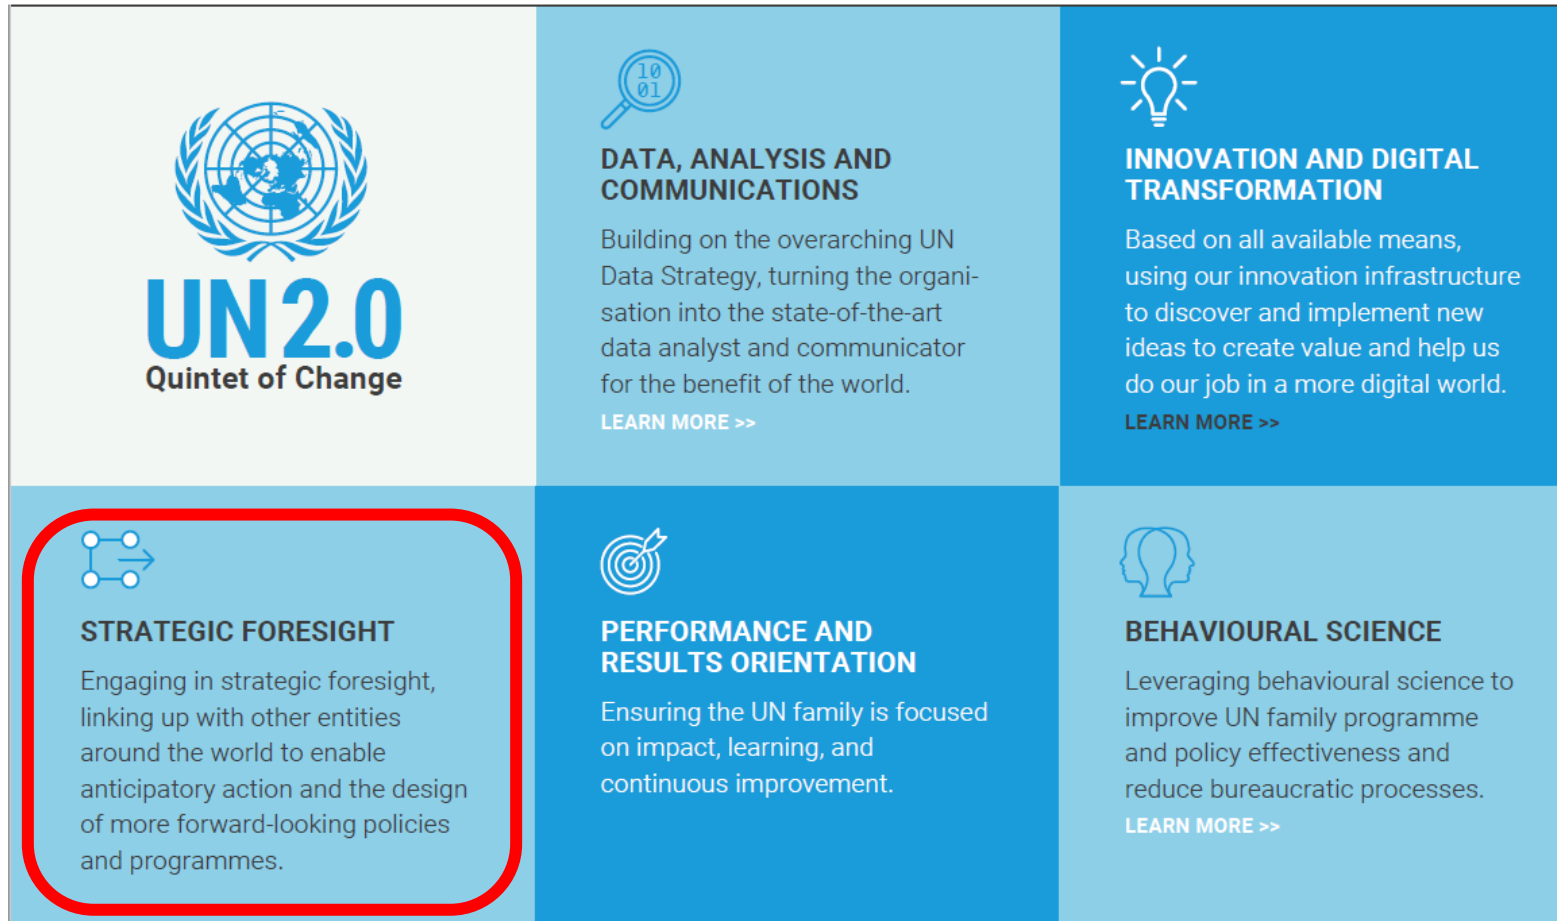 UN 2.0
Quintet of Change
10
01
DATA, ANALYSIS AND
COMMUNICATIONS
Building on the overarching UN
Data Strategy, turning the organi-
sation into the state-of-the-art
data analyst and communicator
for the benefit of the world.
LEARN MORE >>
INNOVATION AND DIGITAL
TRANSFORMATION
Based on all available means,
using our innovation infrastructure
to discover and implement new
ideas to create value and help us
do our job in a more digital world.
LEARN MORE >>
STRATEGIC FORESIGHT
Engaging in strategic foresight,
linking up with other entities
around the world to enable
anticipatory action and the design
of more forward-looking policies
and programmes.
PERFORMANCE AND
RESULTS ORIENTATION
Ensuring the UN family is focused
on impact, learning, and
continuous improvement.
BEHAVIOURAL SCIENCE
Leveraging behavioural science to
improve UN family programme
and policy effectiveness and
reduce bureaucratic processes.
LEARN MORE >>